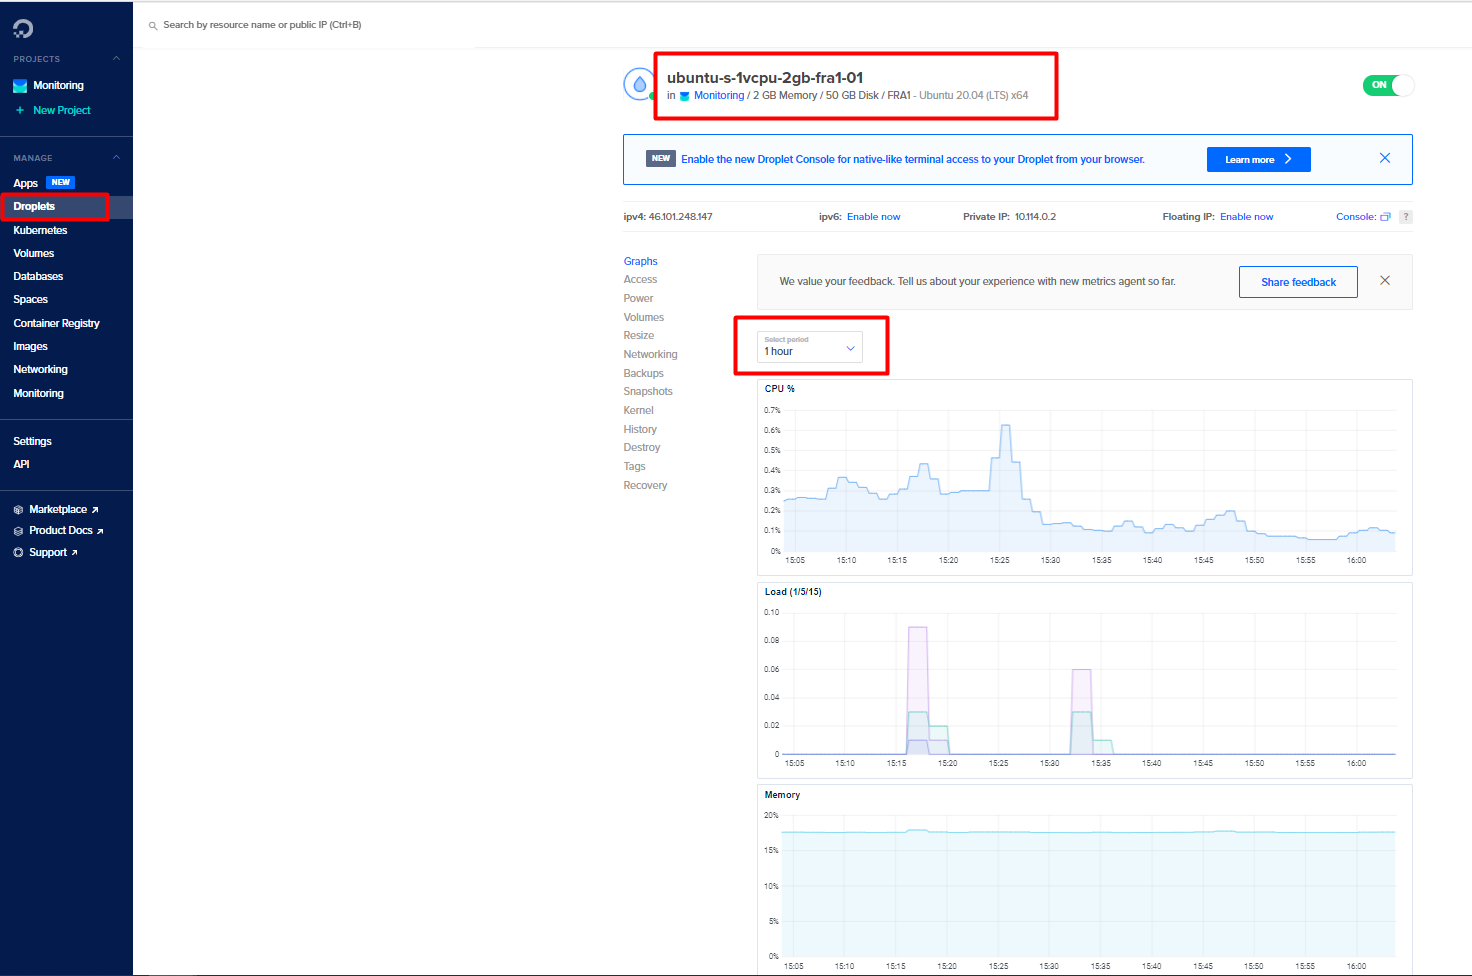 Search by resource name or public IP (Ctrl+B)
PROJECTS
Monitoring
+ New Project
MANAGE
Apps NEW
Droplets
Kubernetes
Volumes
Databases
Spaces
Container Registry
Images
Networking
Monitoring
Settings
API
Marketplace
Product Docs
Support
ubuntu-s-1vcpu-2gb-fra1-01
in Monitoring / 2 GB Memory / 50 GB Disk / FRA1 - Ubuntu 20.04 (LTS) x64
ON
NEW Enable the new Droplet Console for native-like terminal access to your Droplet from your browser. Learn more
ipv4: 46.101.248.147 ipv6: Enable now Private IP: 10.114.0.2 Floating IP: Enable now Console: ?
Graphs
Access
Power
Volumes
Resize
Networking
Backups
Snapshots
Kernel
History
Destroy
Tags
Recovery
We value your feedback. Tell us about your experience with new metrics agent so far. Share feedback
Select period
1 hour
CPU %
0.7%
0.6%
0.5%
0.4%
0.3%
0.2%
0.1%
0%
15:05 15:10 15:15 15:20 15:25 15:30 15:35 15:40 15:45 15:50 15:55 16:00
Load (1/5/15)
0.10
0.08
0.06
0.04
0.02
0
15:05 15:10 15:15 15:20 15:25 15:30 15:35 15:40 15:45 15:50 15:55 16:00
Memory
20%
15%
10%
5%
0%
15:05 15:10 15:15 15:20 15:25 15:30 15:35 15:40 15:45 15:50 15:55 16:00